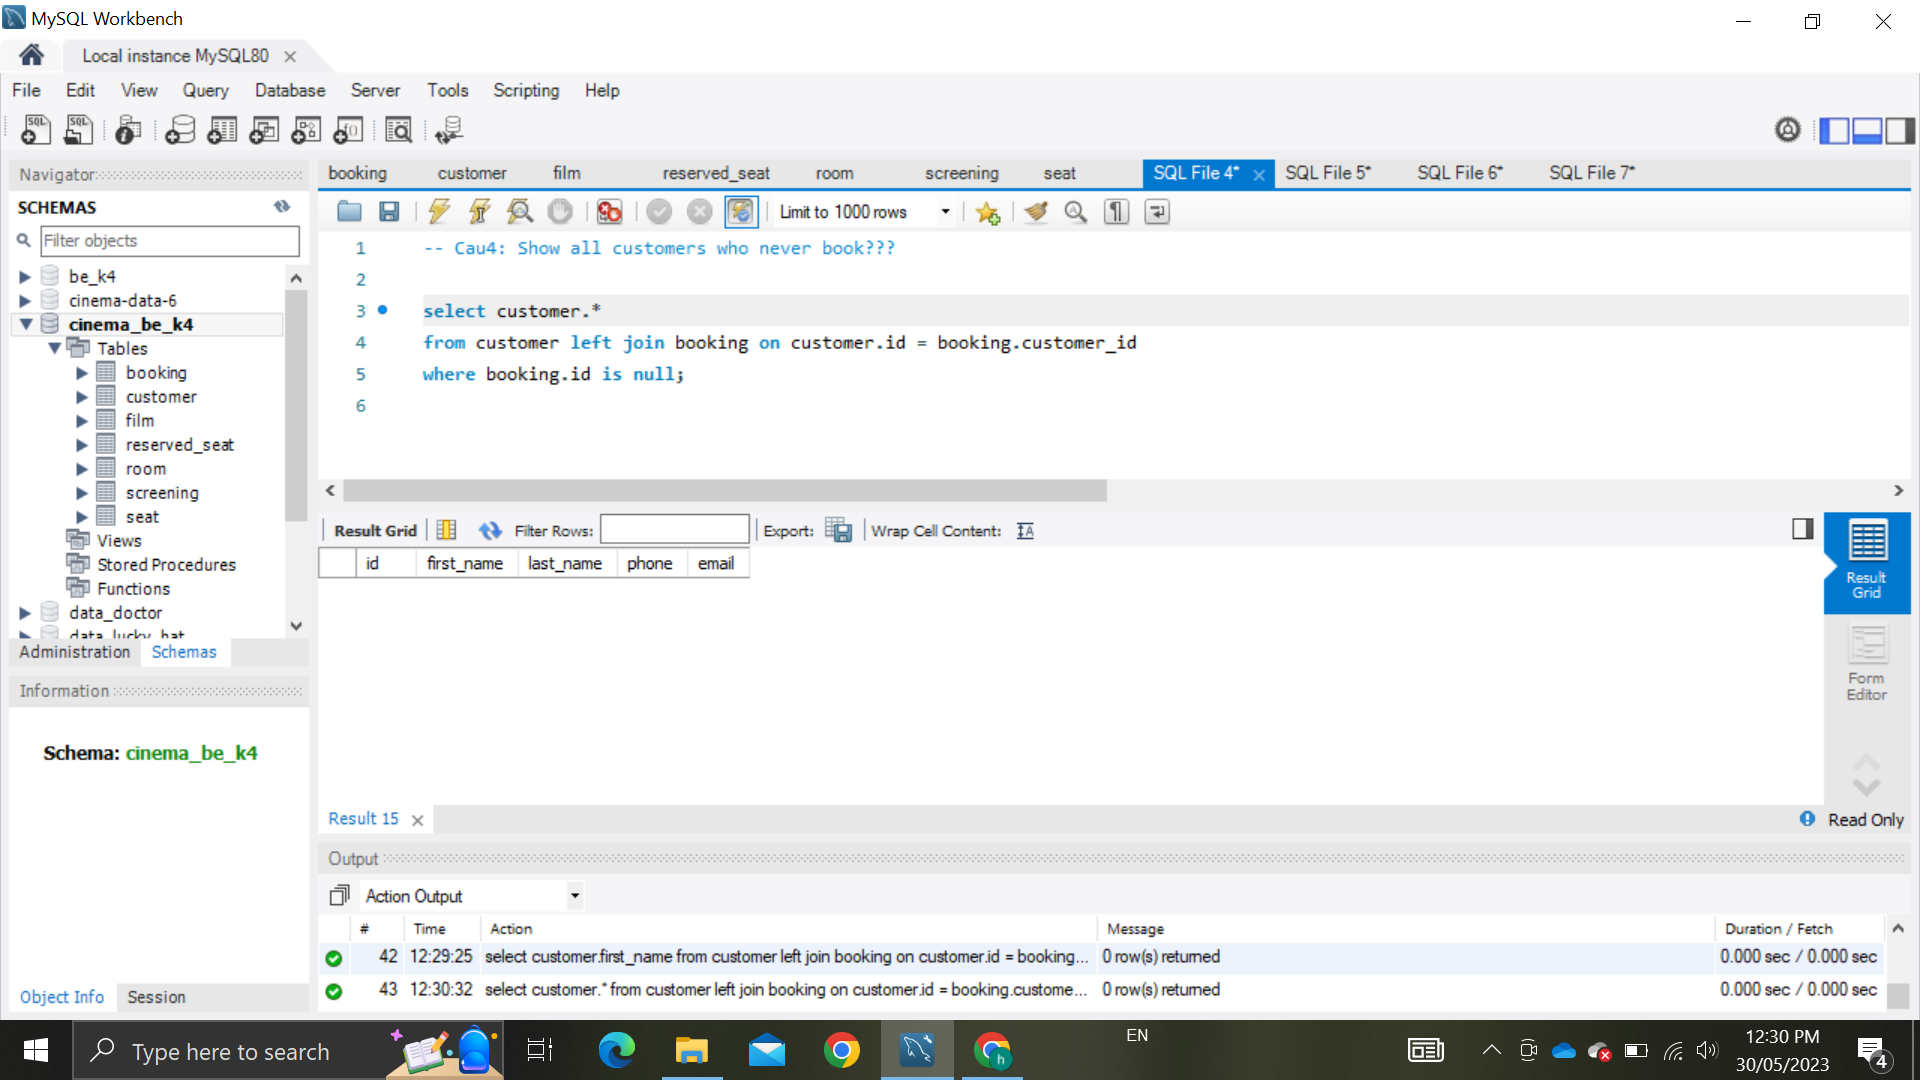 MySQL Workbench
Local instance MySQL80
File Edit View Query Database Server Tools Scripting Help
Navigator
SCHEMAS
Filter objects
be_k4
cinema-data-6
cinema_be_k4
Tables
booking
customer
film
reserved_seat
room
screening
seat
Views
Stored Procedures
Functions
data_doctor
data_lucky_hat
Administration Schemas
Information
Schema: cinema_be_k4
Object Info Session
booking customer film reserved_seat room screening seat SQL File 4* SQL File 5* SQL File 6* SQL File 7*
Limit to 1000 rows
1 -- Cau4: Show all customers who never book???
2
3 select customer.*
4 from customer left join booking on customer.id = booking.customer_id
5 where booking.id is null;
6
Result Grid Filter Rows: Export: Wrap Cell Content:
id first_name last_name phone email
Result Grid
Form Editor
Result 15
Read Only
Output
Action Output
# Time Action Message Duration / Fetch
42 12:29:25 select customer.first_name from customer left join booking on customer.id = booking... 0 row(s) returned 0.000 sec / 0.000 sec
43 12:30:32 select customer.* from customer left join booking on customer.id = booking.custome... 0 row(s) returned 0.000 sec / 0.000 sec
Type here to search
EN
12:30 PM
30/05/2023
4